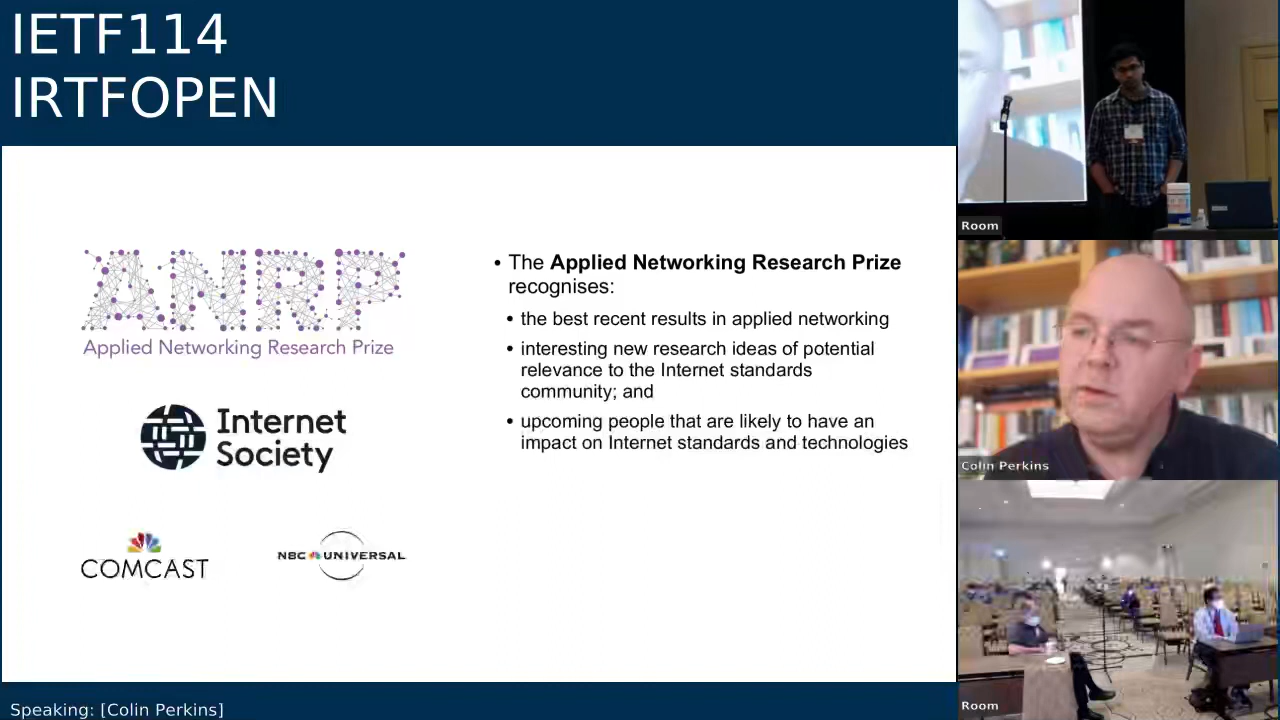 IETF114
IRTFOPEN
ANRP
Applied Networking Research Prize
Internet
Society
COMCAST
NBC UNIVERSAL
• The Applied Networking Research Prize
recognises:
• the best recent results in applied networking
• interesting new research ideas of potential
relevance to the Internet standards
community; and
• upcoming people that are likely to have an
impact on Internet standards and technologies
Room
Colin Perkins
Room
Speaking: [Colin Perkins]